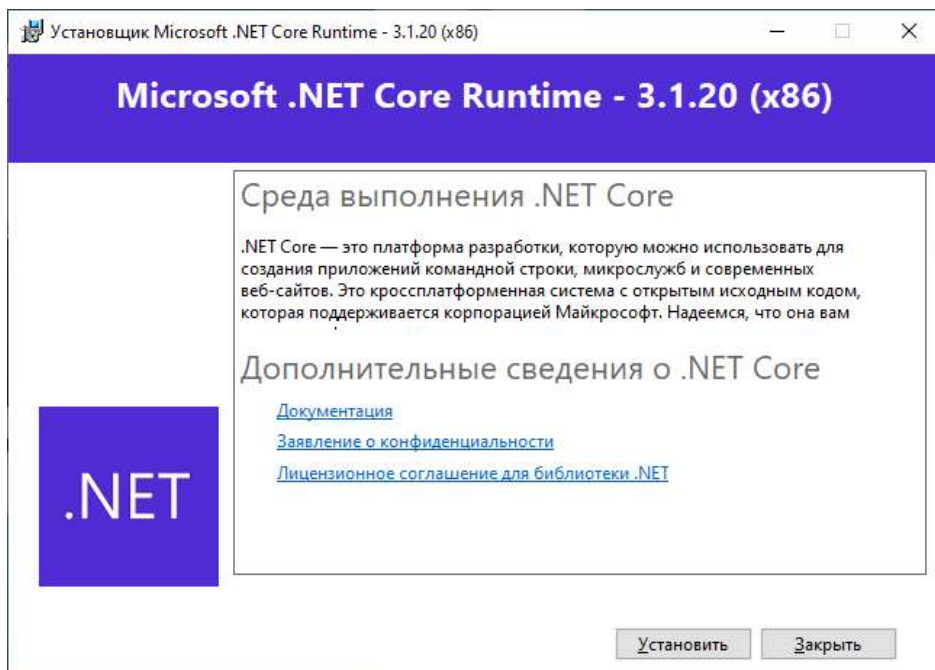 Установщик Microsoft .NET Core Runtime - 3.1.20 (x86)
Microsoft .NET Core Runtime - 3.1.20 (x86)
Среда выполнения .NET Core
.NET Core — это платформа разработки, которую можно использовать для
создания приложений командной строки, микрослужб и современных
веб-сайтов. Это кроссплатформенная система с открытым исходным кодом,
которая поддерживается корпорацией Майкрософт. Надеемся, что она вам
Дополнительные сведения о .NET Core
Документация
Заявление о конфиденциальности
Лицензионное соглашение для библиотеки .NET
.NET
Установить
Закрыть